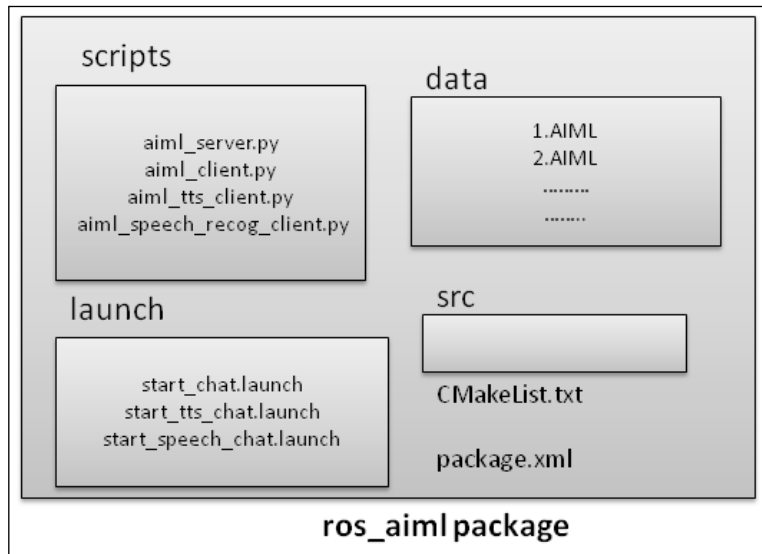 scripts
aiml_server.py
aiml_client.py
aiml_tts_client.py
aiml_speech_recog_client.py
data
1.AIML
2.AIML
.........
........
launch
start_chat.launch
start_tts_chat.launch
start_speech_chat.launch
src
CMakeList.txt
package.xml
ros_aiml package